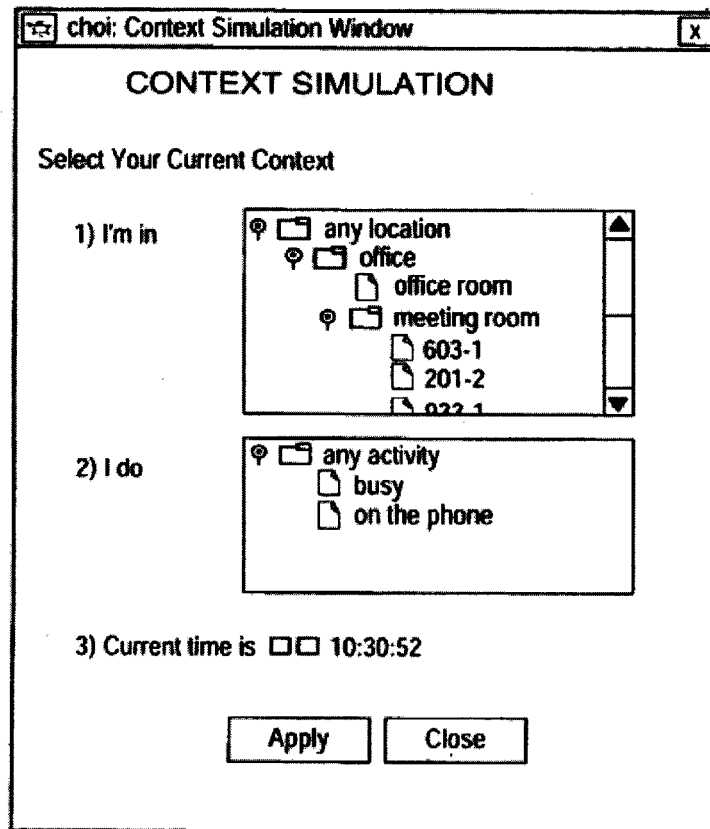 choi: Context Simulation Window
X
CONTEXT SIMULATION
Select Your Current Context
1) I'm in
any location
office
office room
meeting room
603-1
201-2
2) I do
any activity
busy
on the phone
3) Current time is □□ 10:30:52
Apply
Close